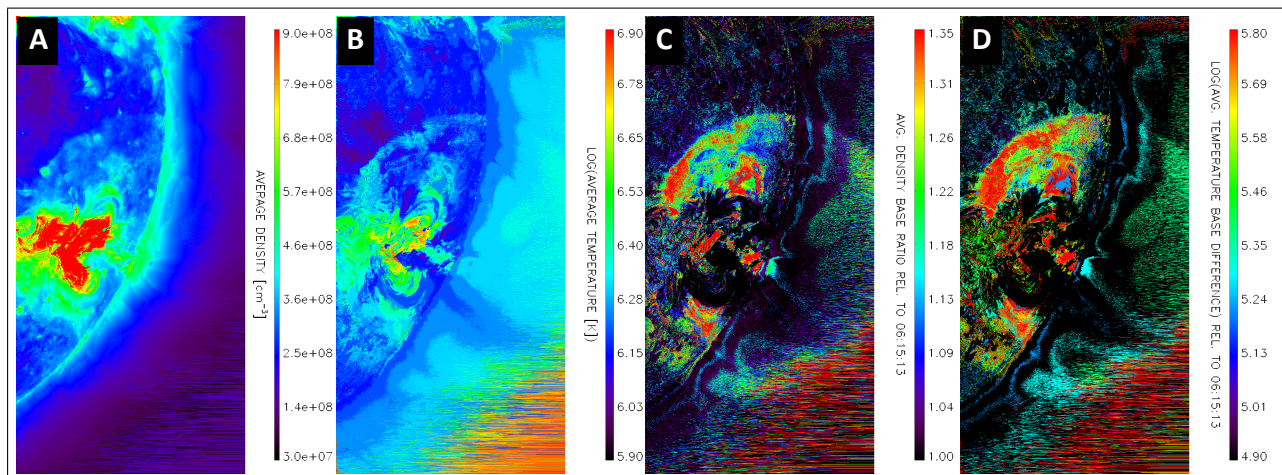 A
9.0e+08
7.9e+08
6.8e+08
5.7e+08
4.6e+08
3.6e+08
2.5e+08
1.4e+08
3.0e+07
AVERAGE DENSITY [cm⁻³]
B
6.90
6.78
6.65
6.53
6.40
6.28
6.15
6.03
5.90
LOG(AVERAGE TEMPERATURE [K])
C
1.35
1.31
1.26
1.22
1.18
1.13
1.09
1.04
1.00
AVG. DENSITY BASE RATIO REL. TO 06:15:13
D
5.80
5.69
5.58
5.46
5.35
5.24
5.13
5.01
4.90
LOG(AVG. TEMPERATURE BASE DIFFERENCE) REL. TO 06:15:13